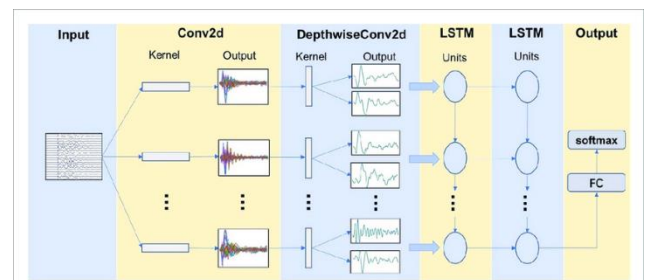 Input Conv2d DepthwiseConv2d LSTM LSTM Output
Kernel Output Kernel Output Units Units
softmax
FC